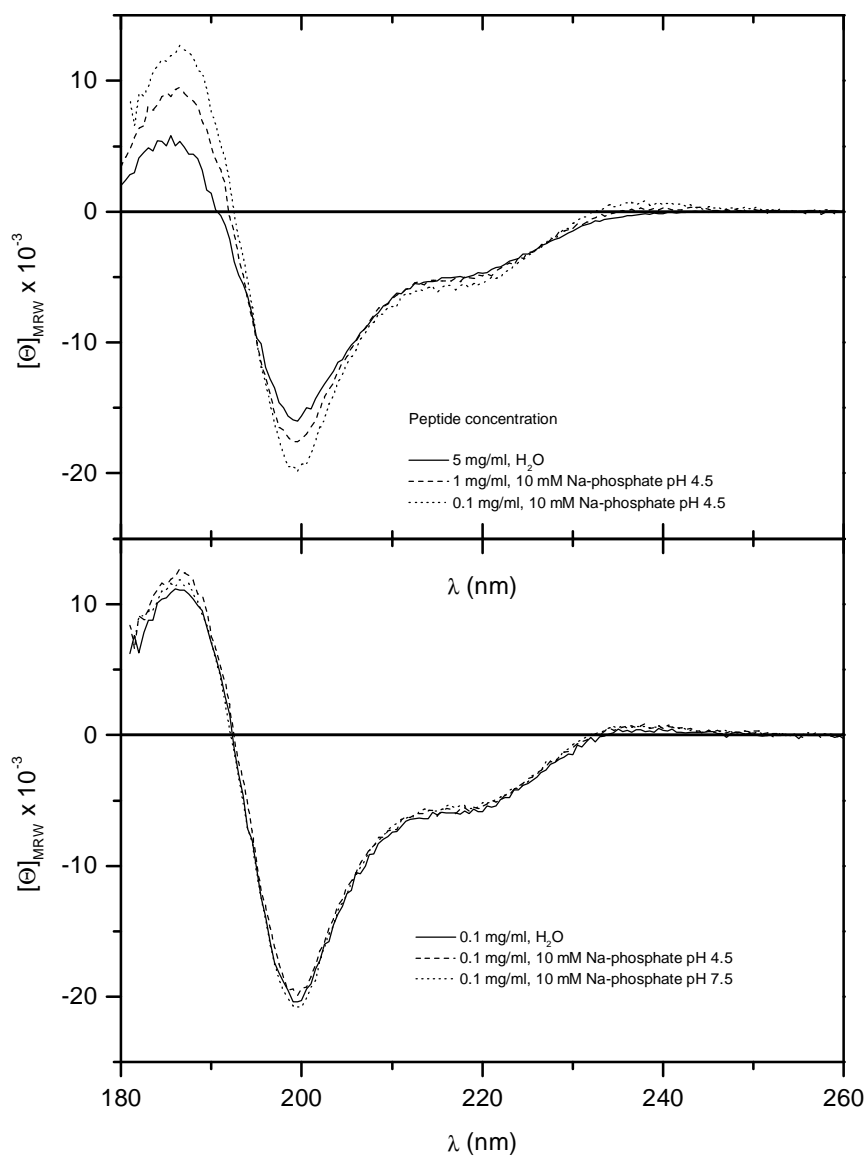 10
0
-10
-20
[Θ]MRW x 10-3
Peptide concentration
5 mg/ml, H2O
1 mg/ml, 10 mM Na-phosphate pH 4.5
0.1 mg/ml, 10 mM Na-phosphate pH 4.5
λ (nm)
10
0
-10
-20
[Θ]MRW x 10-3
0.1 mg/ml, H2O
0.1 mg/ml, 10 mM Na-phosphate pH 4.5
0.1 mg/ml, 10 mM Na-phosphate pH 7.5
180 200 220 240 260
λ (nm)